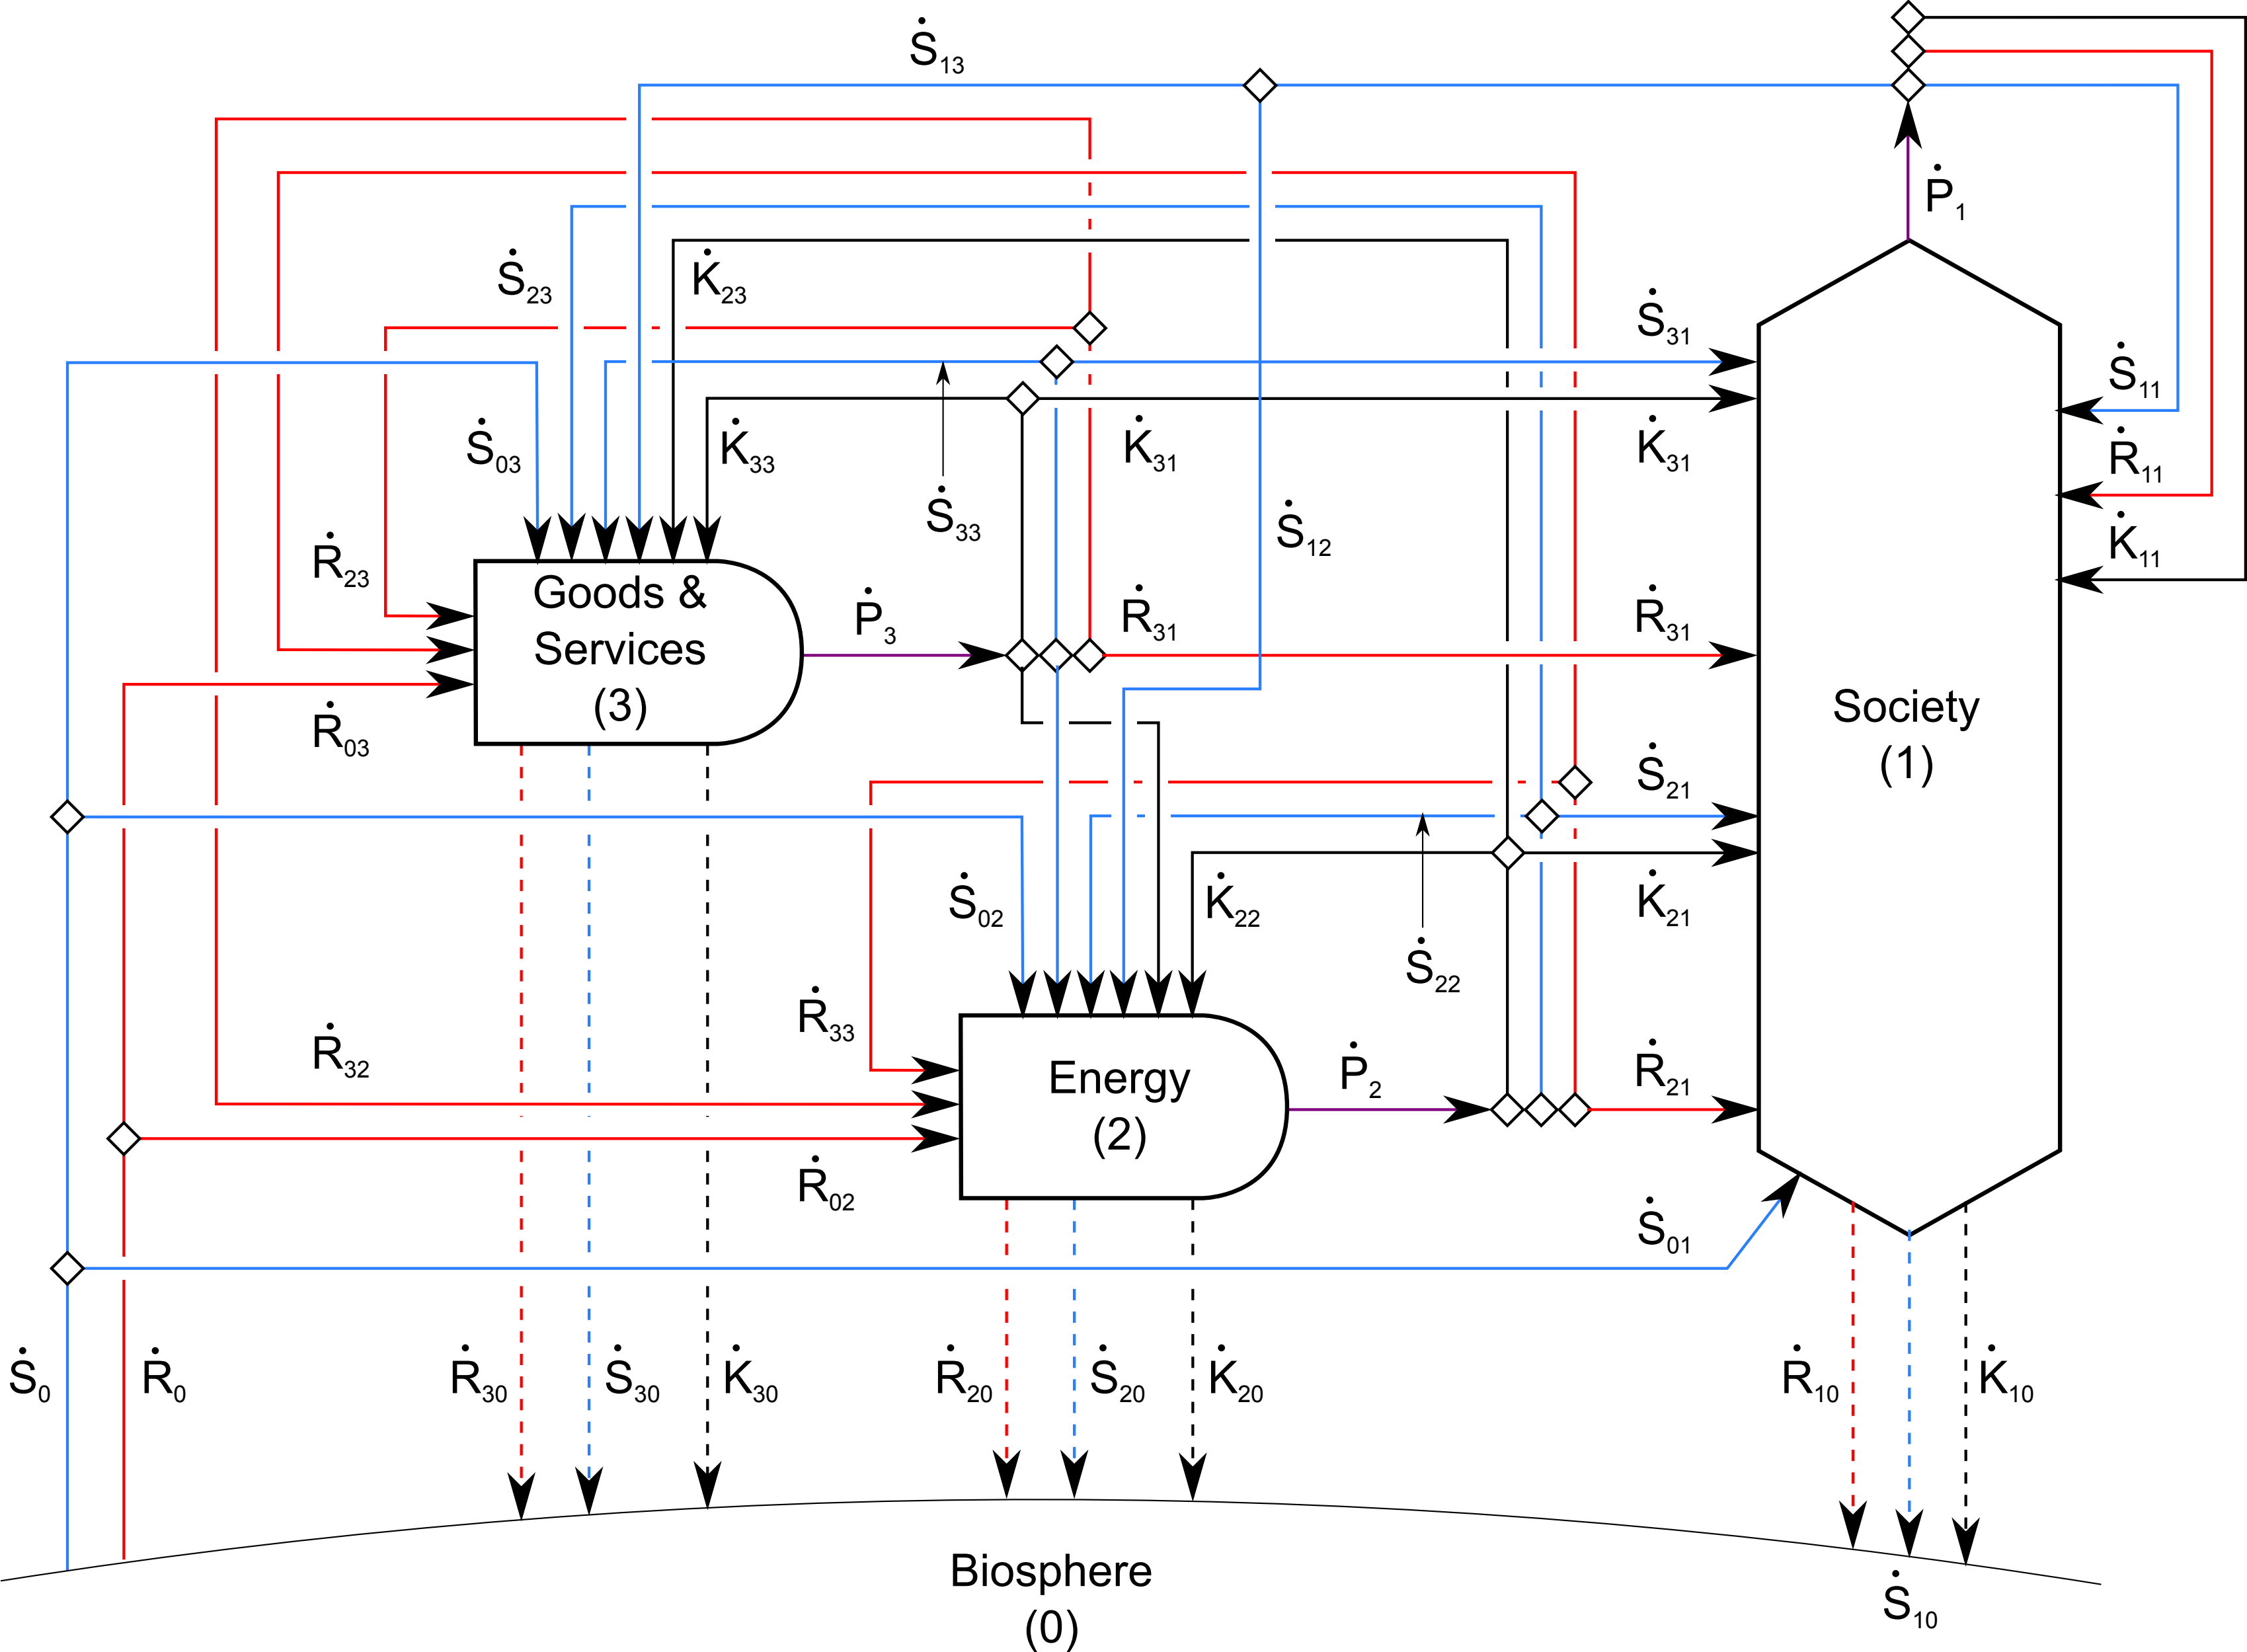 Ṡ₁₃
Ṗ₁
Ṡ₂₃
K̇₂₃
Ṡ₃₁
Ṡ₁₁
Ṡ₀₃
K̇₃₃
K̇₃₁
K̇₃₁
Ṙ₁₁
Ṡ₃₃
Ṡ₁₂
K̇₁₁
Ṙ₂₃
Goods &
Services
(3)
Ṗ₃
Ṙ₃₁
Ṙ₃₁
Ṙ₀₃
Society
(1)
Ṡ₂₁
Ṡ₀₂
K̇₂₂
K̇₂₁
Ṡ₂₂
Ṙ₃₃
Ṙ₃₂
Energy
(2)
Ṗ₂
Ṙ₂₁
Ṙ₀₂
Ṡ₀₁
Ṡ₀
Ṙ₀
Ṙ₃₀
Ṡ₃₀
K̇₃₀
Ṙ₂₀
Ṡ₂₀
K̇₂₀
Ṙ₁₀
K̇₁₀
Biosphere
(0)
Ṡ₁₀